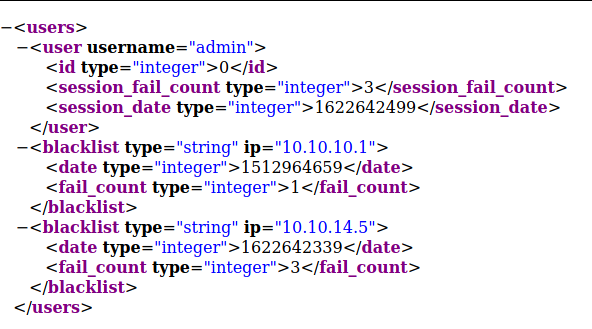 −<users>
−<user username="admin">
<id type="integer">0</id>
<session_fail_count type="integer">3</session_fail_count>
<session_date type="integer">1622642499</session_date>
</user>
−<blacklist type="string" ip="10.10.10.1">
<date type="integer">1512964659</date>
<fail_count type="integer">1</fail_count>
</blacklist>
−<blacklist type="string" ip="10.10.14.5">
<date type="integer">1622642339</date>
<fail_count type="integer">3</fail_count>
</blacklist>
</users>